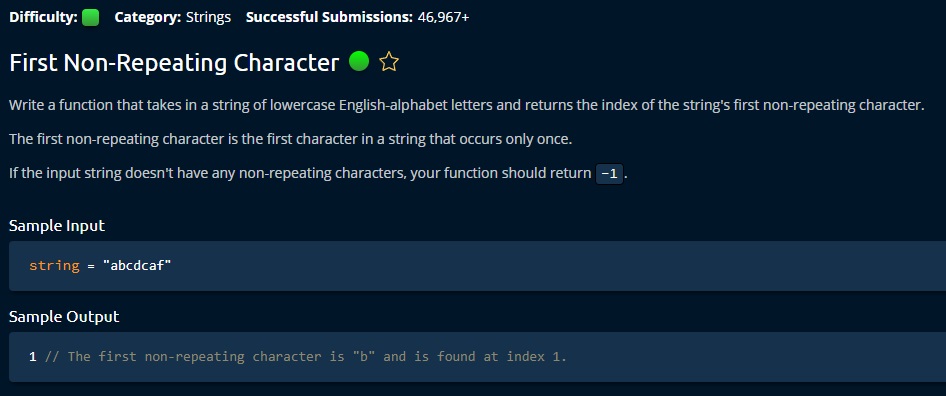 Difficulty: Category: Strings Successful Submissions: 46,967+
First Non-Repeating Character
Write a function that takes in a string of lowercase English-alphabet letters and returns the index of the string's first non-repeating character.
The first non-repeating character is the first character in a string that occurs only once.
If the input string doesn't have any non-repeating characters, your function should return -1.
Sample Input
string = "abcdcaf"
Sample Output
1 // The first non-repeating character is "b" and is found at index 1.